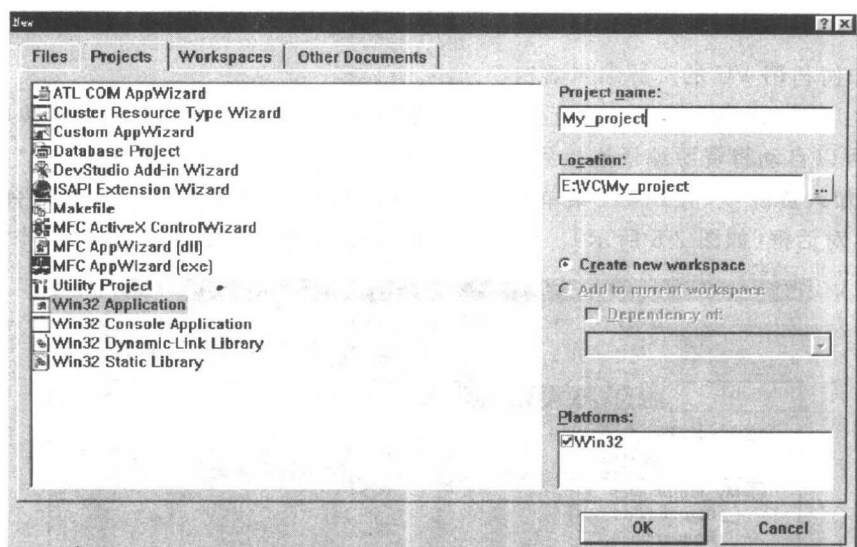 New
Files Projects Workspaces Other Documents
ATL COM AppWizard
Cluster Resource Type Wizard
Custom AppWizard
Database Project
DevStudio Add-in Wizard
ISAPI Extension Wizard
Makefile
MFC ActiveX ControlWizard
MFC AppWizard (dll)
MFC AppWizard (exe)
Utility Project
Win32 Application
Win32 Console Application
Win32 Dynamic-Link Library
Win32 Static Library
Project name:
My_project
Location:
E:\VC\My_project
...
Create new workspace
Add to current workspace
Dependency of:
Platforms:
Win32
OK Cancel